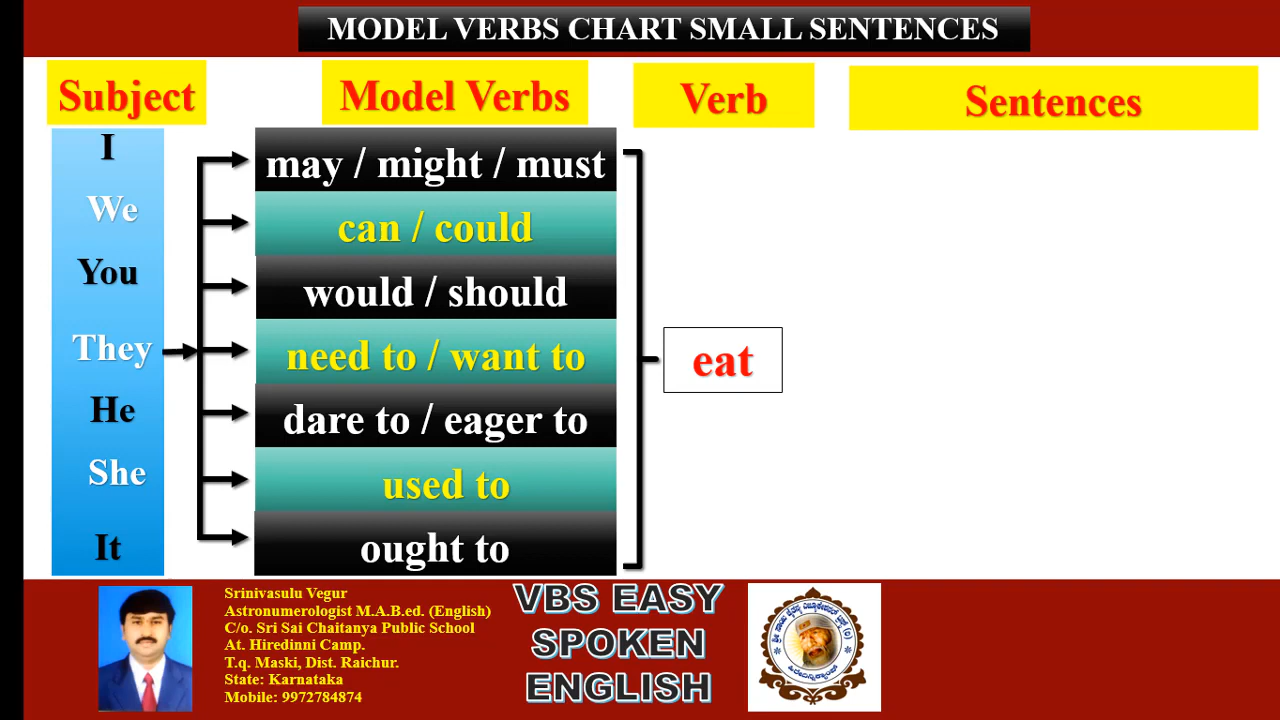 MODEL VERBS CHART SMALL SENTENCES
Subject
Model Verbs
Verb
Sentences
I
We
You
They
He
She
It
may / might / must
can / could
would / should
need to / want to
dare to / eager to
used to
ought to
eat
Srinivasulu Vegur
Astronumerologist M.A.B.ed. (English)
C/o. Sri Sai Chaitanya Public School
At. Hiredinni Camp.
T.q. Maski, Dist. Raichur.
State: Karnataka
Mobile: 9972784874
VBS EASY
SPOKEN
ENGLISH